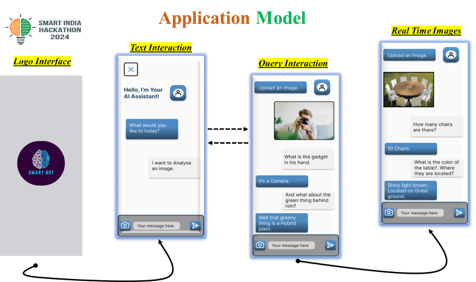 SMART INDIA
HACKATHON
2024
Application Model
Logo Interface
Text Interaction
Query Interaction
Real Time Images
SMART BOT
Hello, I'm Your
AI Assistant!
What would you
like to today?
I want to Analyse
an image.
Your message here
Upload an image.
What is the gadget
in his hand.
It's a Camera.
And what about the
green thing behind
him?
Well that greeny
thing is a Hybrid
plant.
Your message here
Upload an image.
How many chairs
are there?
10 Chairs.
What is the color of
the table?. Where
they are located?
Shiny light brown.
Located on Grass
ground.
Your message here